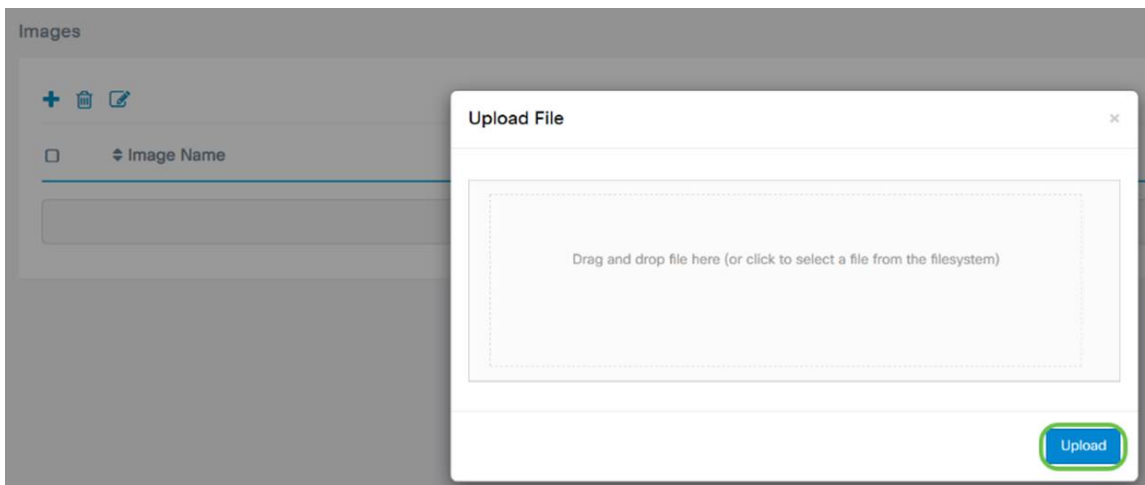 Images
Upload File
Image Name
Drag and drop file here (or click to select a file from the filesystem)
Upload